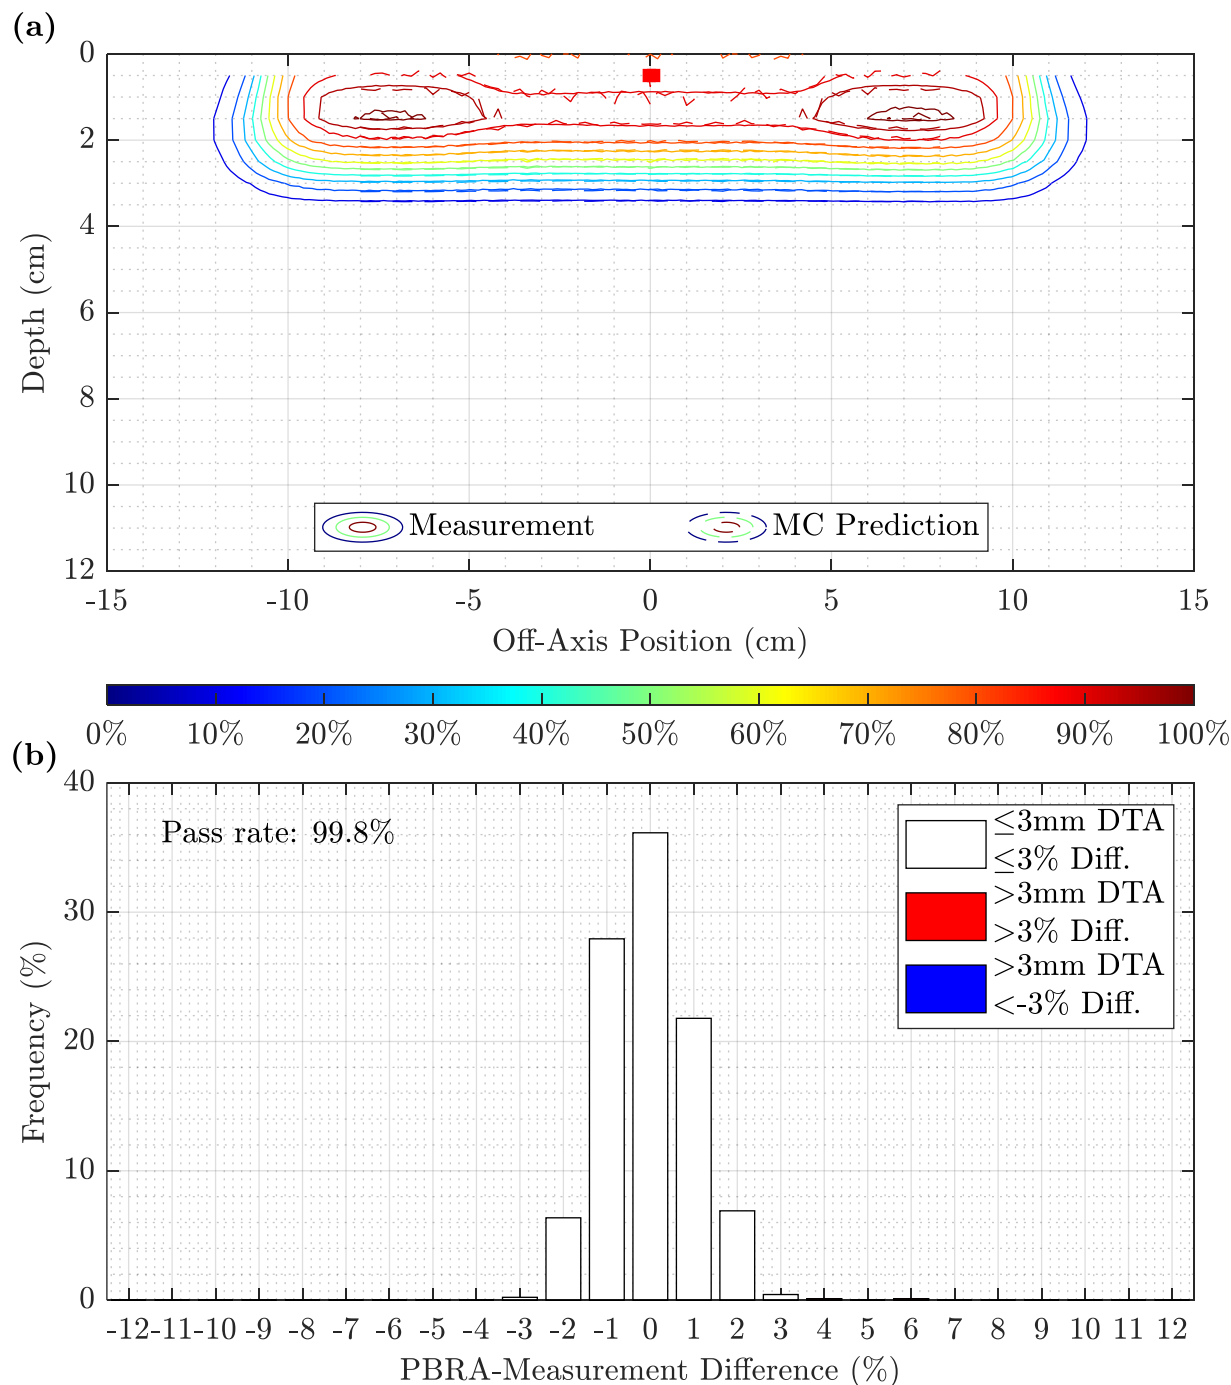 (a)
0
2
4
6
8
10
12
Depth (cm)
Measurement
MC Prediction
-15 -10 -5 0 5 10 15
Off-Axis Position (cm)
0% 10% 20% 30% 40% 50% 60% 70% 80% 90% 100%
(b)
40
30
20
10
0
Frequency (%)
Pass rate: 99.8%
≤3mm DTA
≤3% Diff.
>3mm DTA
>3% Diff.
>3mm DTA
<-3% Diff.
-12 -11 -10 -9 -8 -7 -6 -5 -4 -3 -2 -1 0 1 2 3 4 5 6 7 8 9 10 11 12
PBRA-Measurement Difference (%)